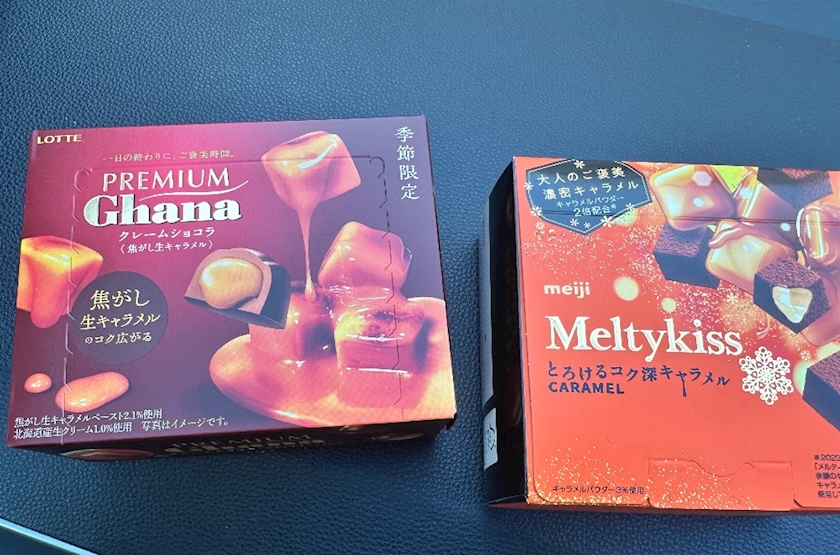 LOTTE
一日の終わりに、ご褒美時間。
季節限定
PREMIUM
Ghana
クレームショコラ
〈焦がし生キャラメル〉
焦がし
生キャラメル
のコク広がる
焦がし生キャラメルペースト2.1%使用
北海道産生クリーム1.0%使用 写真はイメージです。
PREMIUM
大人のご褒美
濃密キャラメル
キャラメルパウダー
2倍配合※
meiji
Meltykiss
とろけるコク深キャラメル
CARAMEL
キャラメルパウダー3%使用